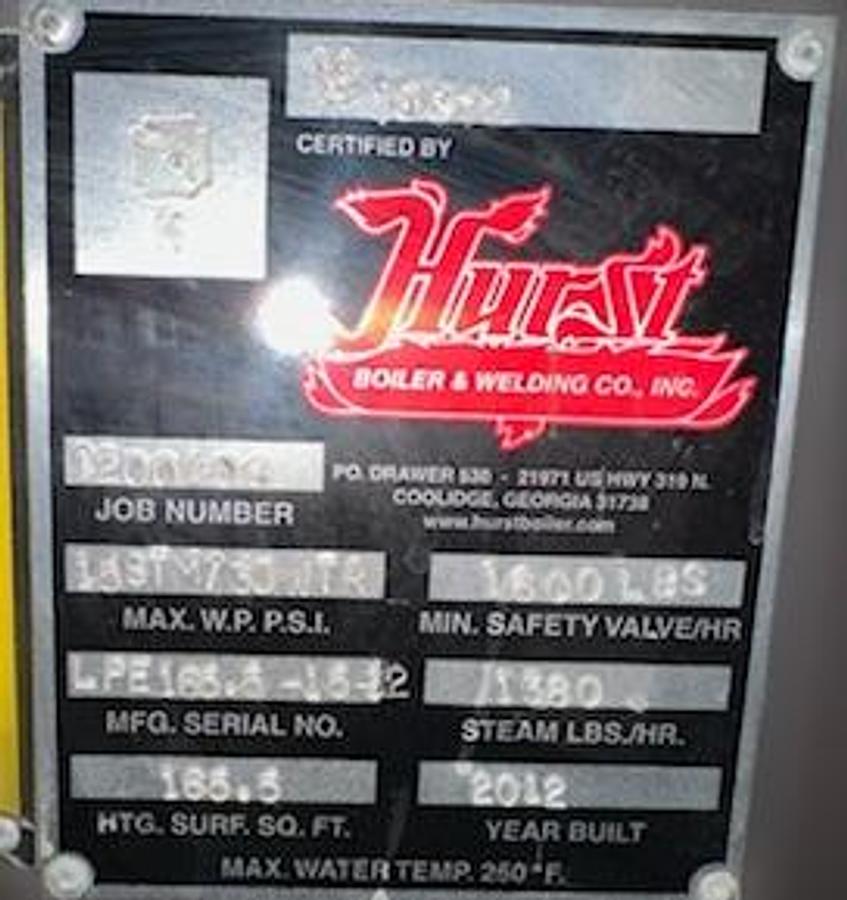 CERTIFIED BY
Hurst
BOILER & WELDING CO., INC.
PO. DRAWER 530 - 21971 US HWY 319 N.
COOLIDGE, GEORGIA 31738
www.hurstboiler.com
JOB NUMBER
1600 LBS
MAX. W.P. P.S.I.
MIN. SAFETY VALVE/HR
1380
MFG. SERIAL NO.
STEAM LBS./HR.
165.5
2012
HTG. SURF. SQ. FT.
YEAR BUILT
MAX. WATER TEMP. 250°F.